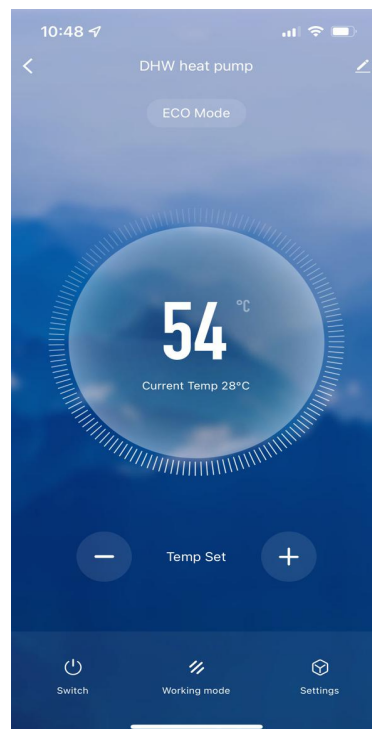 10:48
DHW heat pump
ECO Mode
54 °C
Current Temp 28°C
Temp Set
Switch
Working mode
Settings